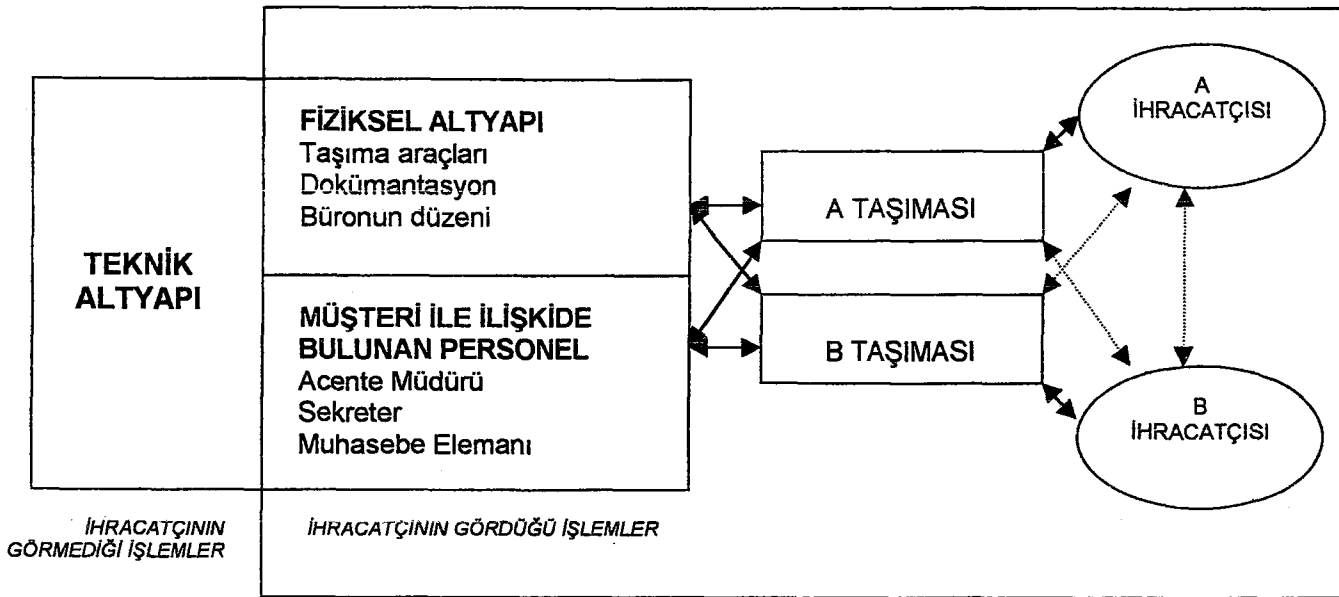 TEKNİK
ALTYAPI
FİZİKSEL ALTYAPI
Taşıma araçları
Dokümantasyon
Büronun düzeni
MÜŞTERİ İLE İLİŞKİDE
BULUNAN PERSONEL
Acente Müdürü
Sekreter
Muhasebe Elemanı
A TAŞIMASI
B TAŞIMASI
A
İHRACATÇISI
B
İHRACATÇISI
İHRACATÇININ
GÖRMEDİĞİ İŞLEMLER
İHRACATÇININ GÖRDÜĞÜ İŞLEMLER